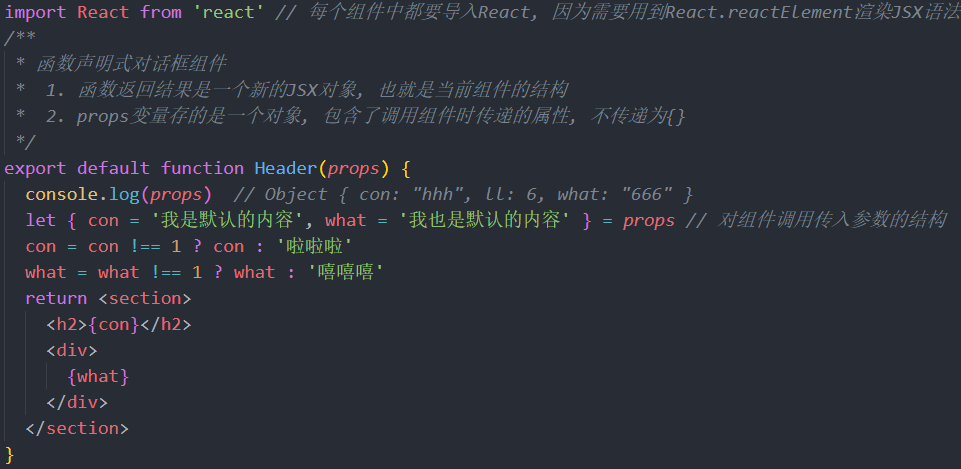 import React from 'react' // 每个组件中都要导入React, 因为需要用到React.reactElement渲染JSX语法
/**
 * 函数声明式对话框组件
 *  1. 函数返回结果是一个新的JSX对象, 也就是当前组件的结构
 *  2. props变量存的是一个对象, 包含了调用组件时传递的属性, 不传递为{}
 */
export default function Header(props) {
  console.log(props)  // Object { con: "hhh", ll: 6, what: "666" }
  let { con = '我是默认的内容', what = '我也是默认的内容' } = props // 对组件调用传入参数的结构
  con = con !== 1 ? con : '啦啦啦'
  what = what !== 1 ? what : '嘻嘻嘻'
  return <section>
    <h2>{con}</h2>
    <div>
      {what}
    </div>
  </section>
}